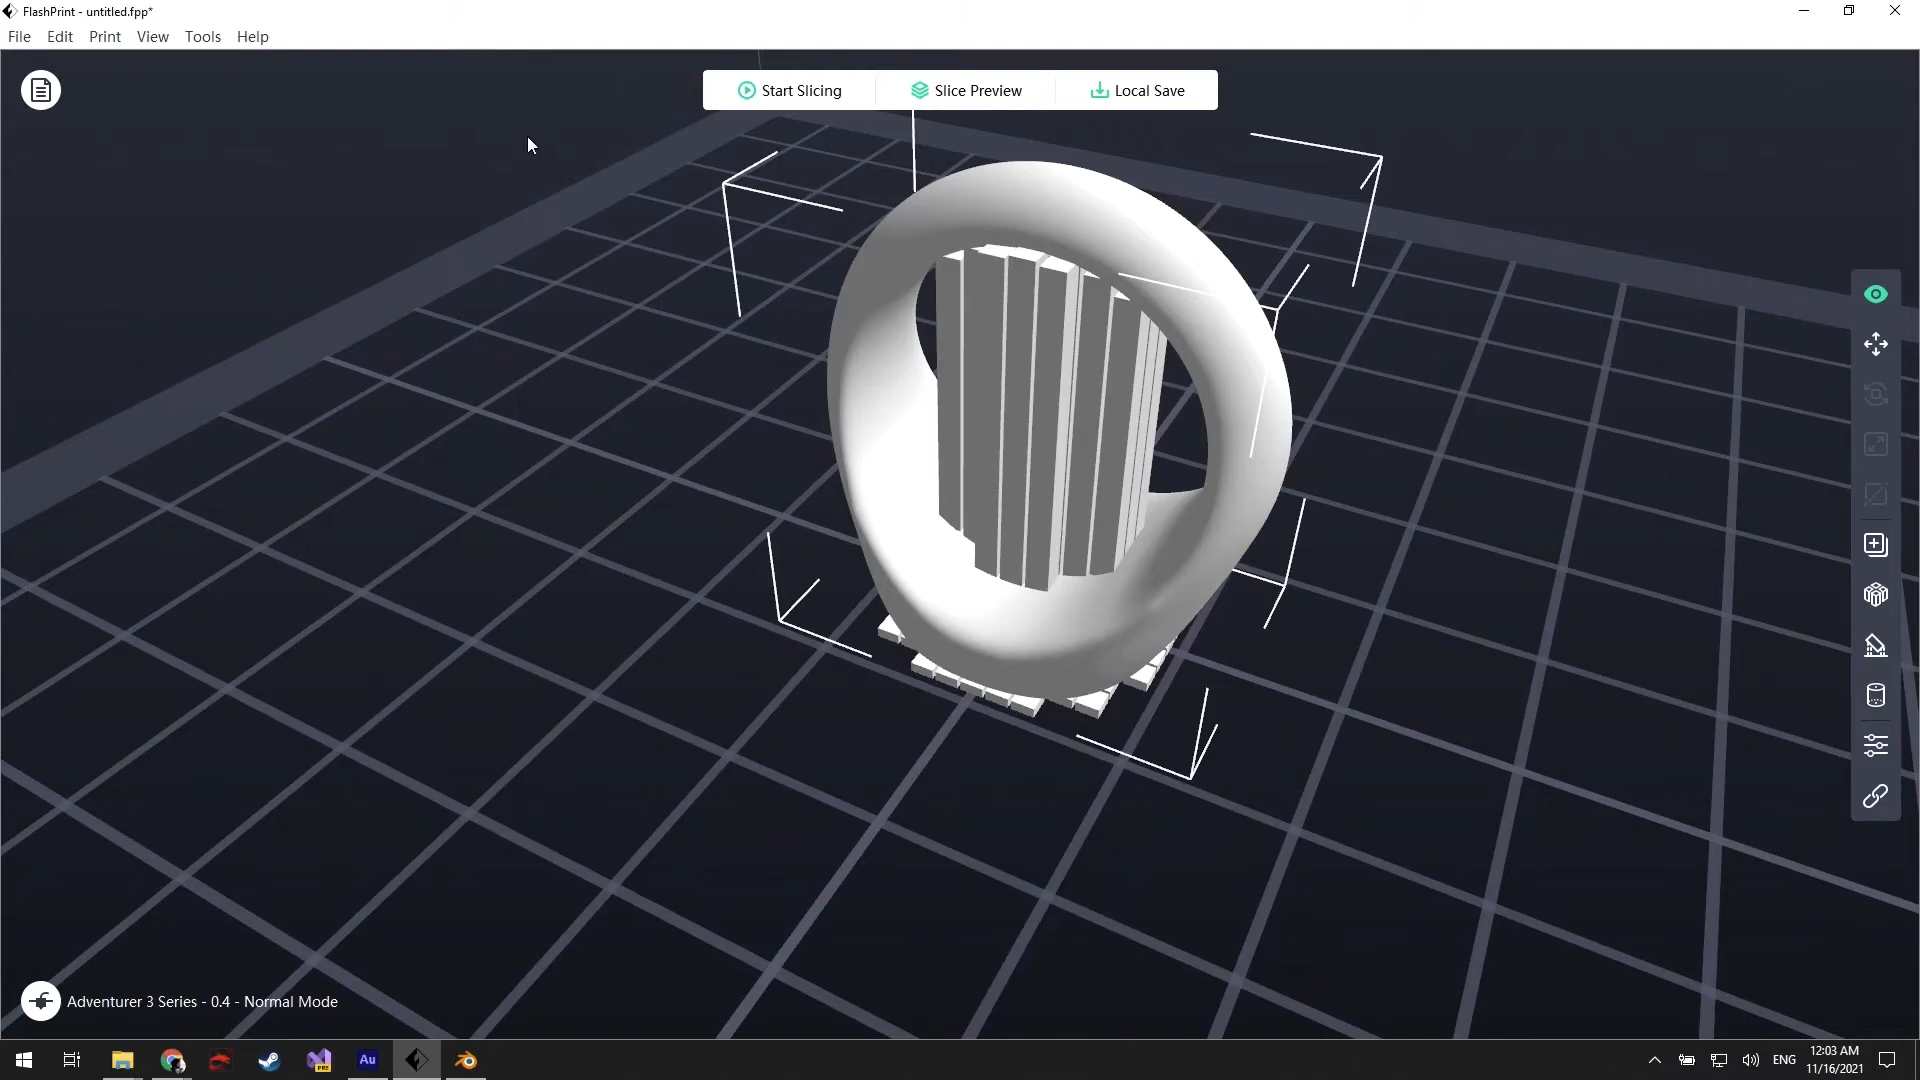 FlashPrint - untitled.fpp*
File Edit Print View Tools Help
Start Slicing Slice Preview Local Save
Adventurer 3 Series - 0.4 - Normal Mode
PRE
Au
ENG
12:03 AM
11/16/2021